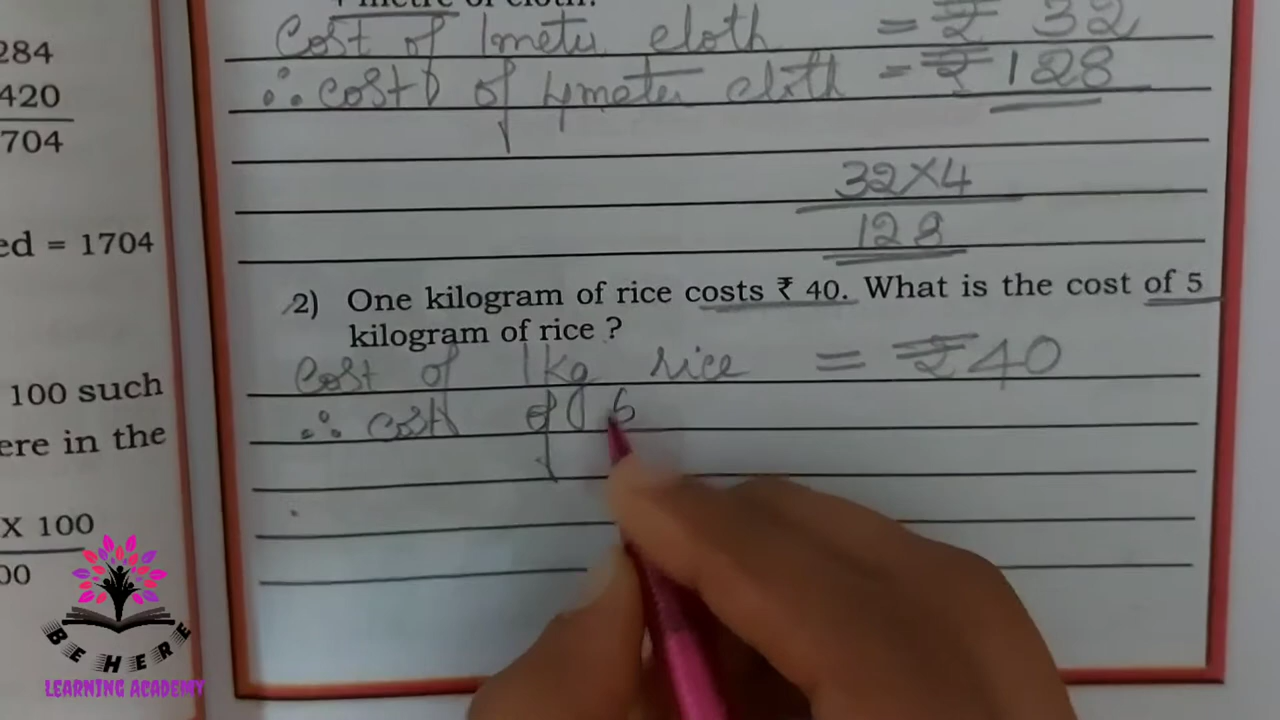 284
420
704
ed = 1704
100 such
ere in the
X 100
00
Cost of 1meter cloth = ₹ 32
∴ cost of 4meter cloth = ₹ 128
32×4
128
2) One kilogram of rice costs ₹ 40. What is the cost of 5
kilogram of rice ?
Cost of 1kg rice = ₹40
∴ cost of 5
BE HERE
LEARNING ACADEMY